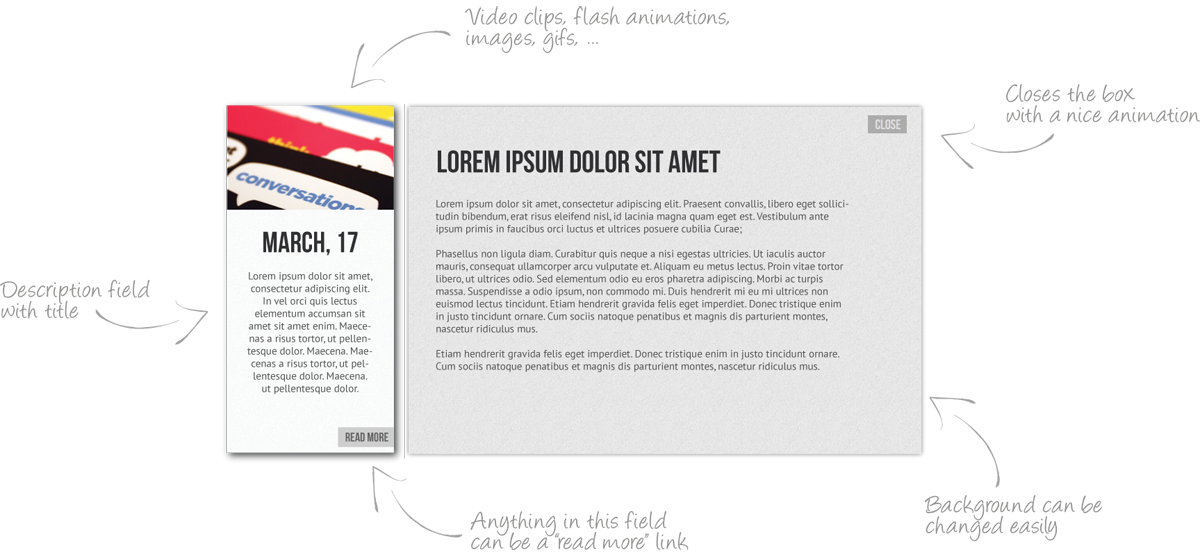 Video clips, flash animations,
images, gifs, ...
Closes the box
with a nice animation
conversations
MARCH, 17
Lorem ipsum dolor sit amet,
consectetur adipiscing elit.
In vel orci quis lectus
elementum accumsan sit
amet sit amet enim. Maece-
nas a risus tortor, ut pellen-
tesque dolor. Maecena. Mae-
cenas a risus tortor, ut pel-
lentesque dolor. Maecena.
ut pellentesque dolor.
READ MORE
Description field
with title
CLOSE
LOREM IPSUM DOLOR SIT AMET
Lorem ipsum dolor sit amet, consectetur adipiscing elit. Praesent convallis, libero eget sollici-
tudin bibendum, erat risus eleifend nisl, id lacinia magna quam eget est. Vestibulum ante
ipsum primis in faucibus orci luctus et ultrices posuere cubilia Curae;
Phasellus non ligula diam. Curabitur quis neque a nisi egestas ultricies. Ut iaculis auctor
mauris, consequat ullamcorper arcu vulputate et. Aliquam eu metus lectus. Proin vitae tortor
libero, ut ultrices odio. Sed elementum odio eu eros pharetra adipiscing. Morbi ac turpis
massa. Suspendisse a odio ipsum, non commodo mi. Duis hendrerit mi eu mi ultrices non
euismod lectus tincidunt. Etiam hendrerit gravida felis eget imperdiet. Donec tristique enim
in justo tincidunt ornare. Cum sociis natoque penatibus et magnis dis parturient montes,
nascetur ridiculus mus.
Etiam hendrerit gravida felis eget imperdiet. Donec tristique enim in justo tincidunt ornare.
Cum sociis natoque penatibus et magnis dis parturient montes, nascetur ridiculus mus.
Anything in this field
can be a "read more" link
Background can be
changed easily